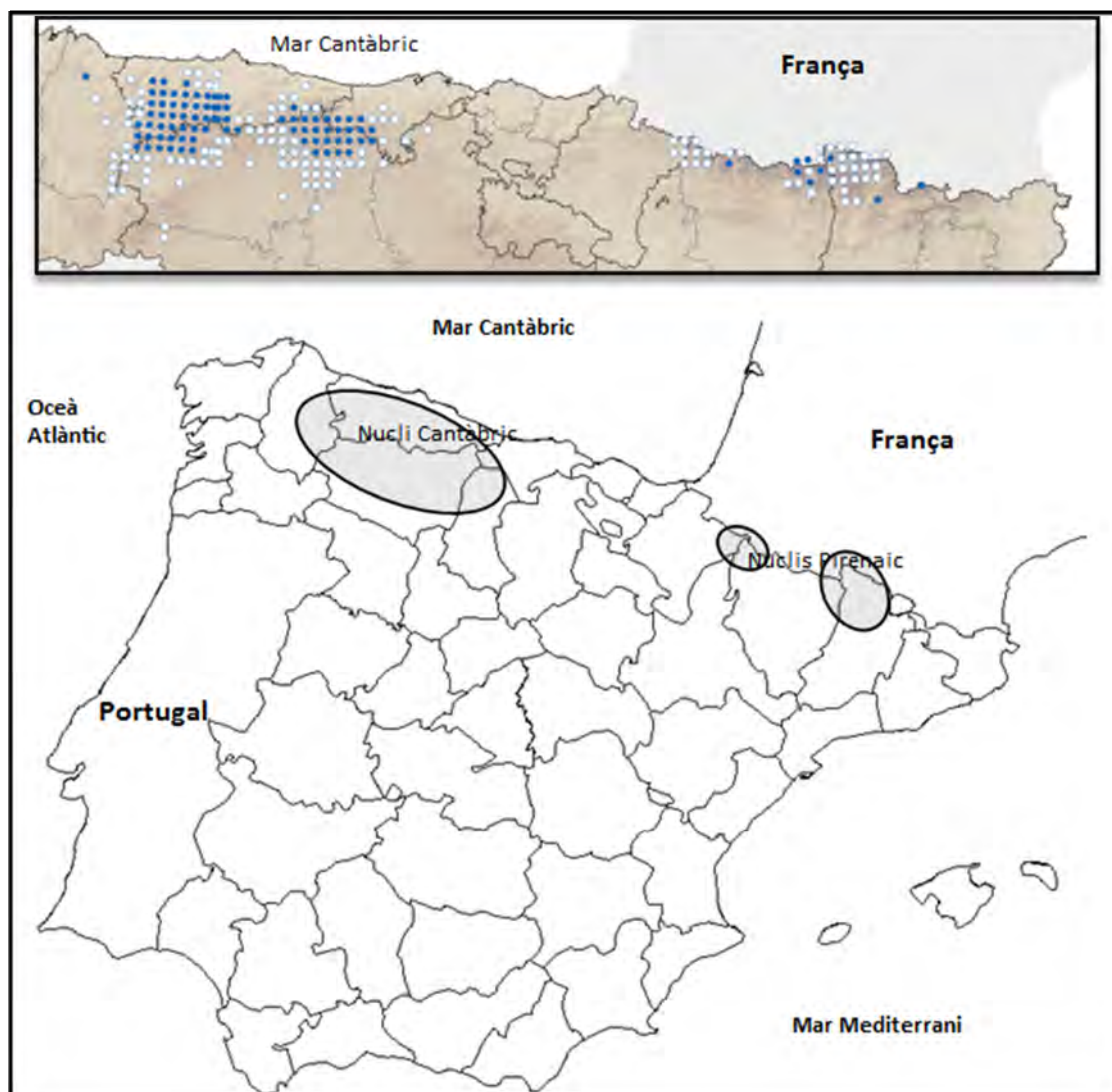 Mar Cantàbric
França
Mar Cantàbric
Oceà
Atlàntic
Nucli Cantàbric
França
Nuclis Pirenaic
Portugal
Mar Mediterrani